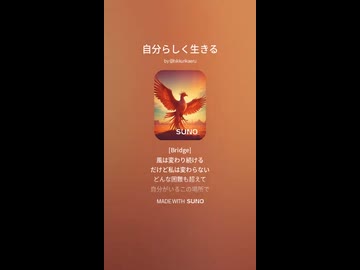 自分らしく生きる
SUNO
[Bridge]
風は変わり続ける
だけど私は変わらない
どんな困難も超えて
自分がいるこの場所で
MADE WITH SUNO